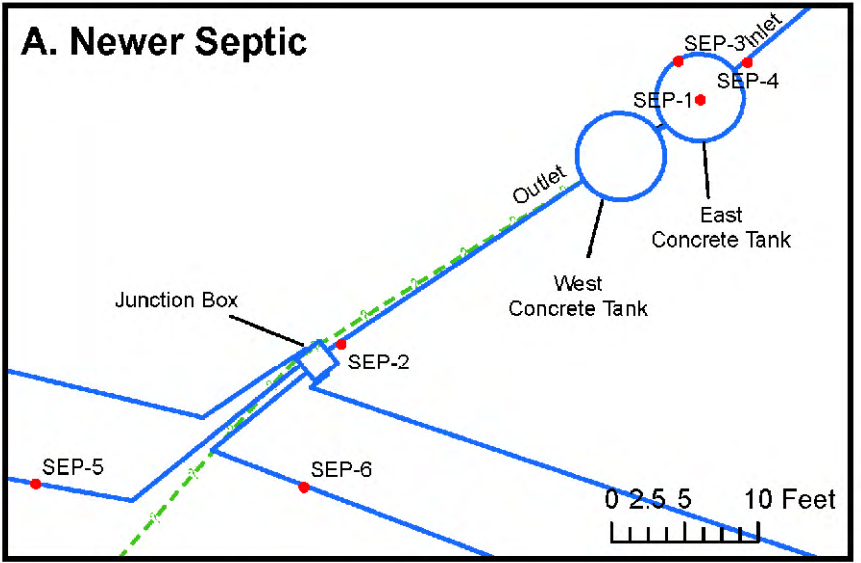 A. Newer Septic
SEP-3
Inlet
SEP-4
SEP-1
Outlet
East
Concrete Tank
West
Concrete Tank
Junction Box
SEP-2
SEP-5
SEP-6
0 2.5 5 10 Feet
? ? ? ? ? ? ? ?